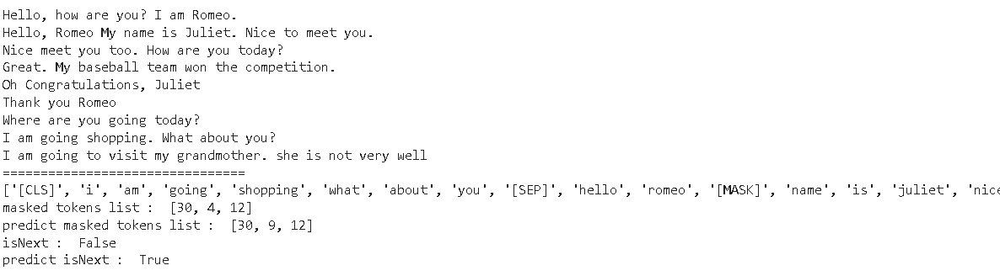 Hello, how are you? I am Romeo.
Hello, Romeo My name is Juliet. Nice to meet you.
Nice meet you too. How are you today?
Great. My baseball team won the competition.
Oh Congratulations, Juliet
Thank you Romeo
Where are you going today?
I am going shopping. What about you?
I am going to visit my grandmother. she is not very well
================================
['[CLS]', 'i', 'am', 'going', 'shopping', 'what', 'about', 'you', '[SEP]', 'hello', 'romeo', '[MASK]', 'name', 'is', 'juliet', 'nice
masked tokens list :  [30, 4, 12]
predict masked tokens list :  [30, 9, 12]
isNext :  False
predict isNext :  True